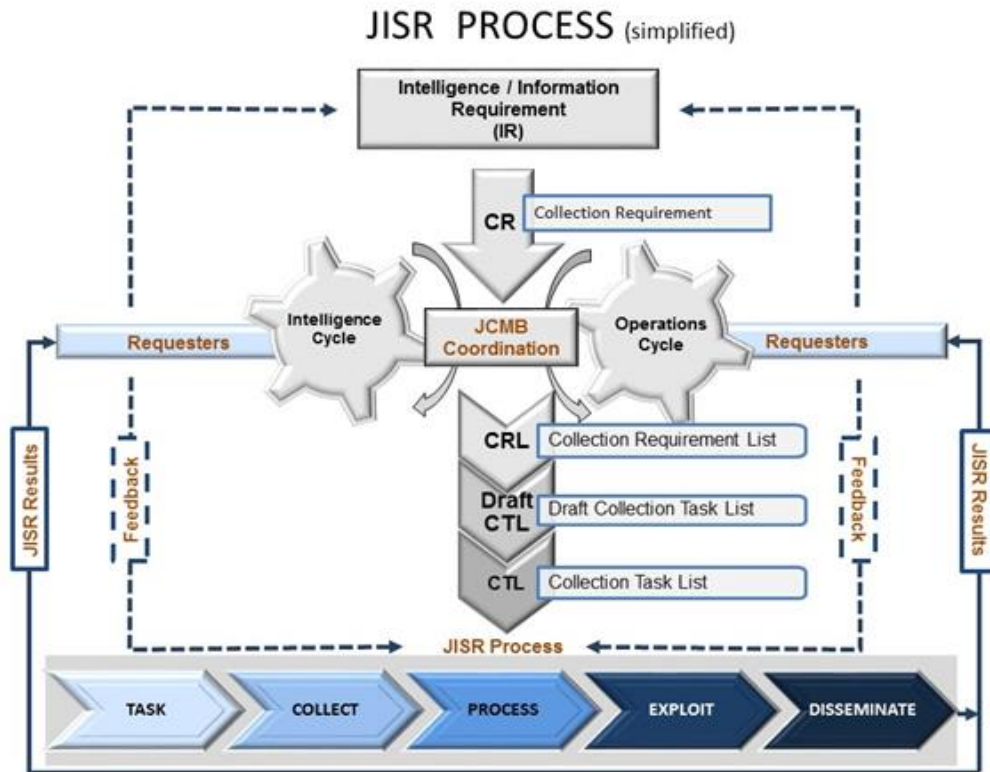 JISR PROCESS (simplified)
Intelligence / Information
Requirement
(IR)
CR
Collection Requirement
Intelligence
Cycle
JCMB
Coordination
Operations
Cycle
Requesters
Requesters
CRL
Collection Requirement List
Draft
CTL
Draft Collection Task List
CTL
Collection Task List
JISR Results
Feedback
Feedback
JISR Results
JISR Process
TASK
COLLECT
PROCESS
EXPLOIT
DISSEMINATE